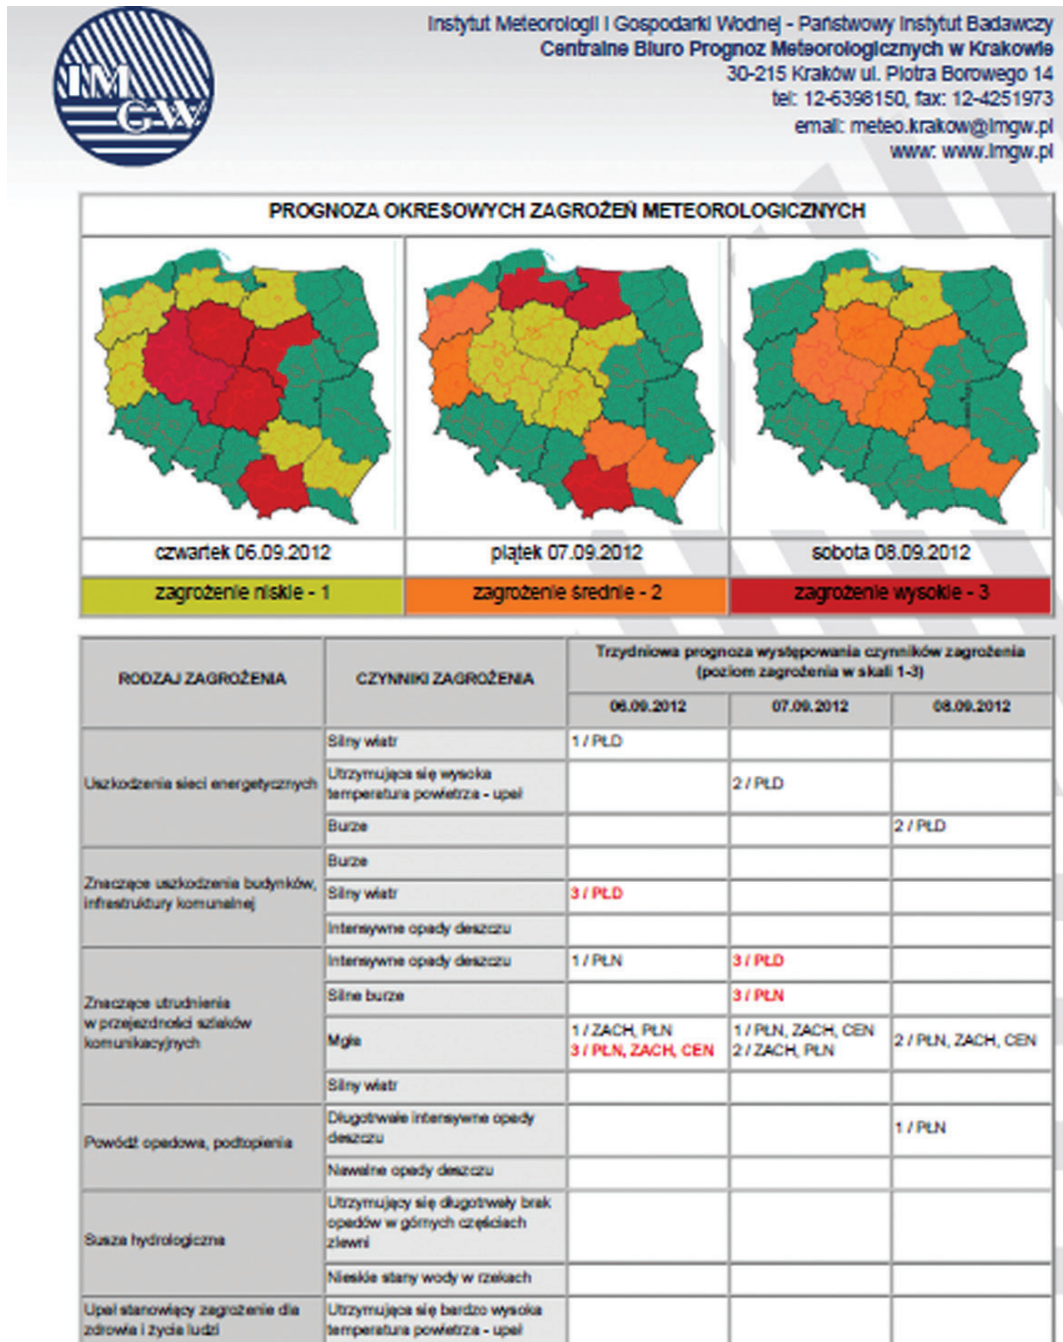 IM
GW
Instytut Meteorologii i Gospodarki Wodnej - Państwowy Instytut Badawczy
Centralne Biuro Prognoz Meteorologicznych w Krakowie
30-215 Kraków ul. Piotra Borowego 14
tel: 12-6398150, fax: 12-4251973
email: meteo.krakow@imgw.pl
www: www.imgw.pl
PROGNOZA OKRESOWYCH ZAGROŻEŃ METEOROLOGICZNYCH
czwartek 06.09.2012
piątek 07.09.2012
sobota 08.09.2012
zagrożenie niskie - 1
zagrożenie średnie - 2
zagrożenie wysokie - 3
RODZAJ ZAGROŻENIA
CZYNNIKI ZAGROŻENIA
Trzydniowa prognoza występowania czynników zagrożenia
(poziom zagrożenia w skali 1-3)
06.09.2012
07.09.2012
08.09.2012
Uszkodzenia sieci energetycznych
Silny wiatr
1 / PŁD
Utrzymująca się wysoka
temperatura powietrza - upał
2 / PŁD
Burze
2 / PŁD
Znaczące uszkodzenia budynków,
infrastruktury komunalnej
Burze
Silny wiatr
3 / PŁD
Intensywne opady deszczu
Znaczące utrudnienia
w przejezdności szlaków
komunikacyjnych
Intensywne opady deszczu
1 / PŁN
3 / PŁD
Silne burze
3 / PŁN
Mgła
1 / ZACH, PŁN
3 / PŁN, ZACH, CEN
1 / PŁN, ZACH, CEN
2 / ZACH, PŁN
2 / PŁN, ZACH, CEN
Silny wiatr
Powódź opadowa, podtopienia
Długotrwałe intensywne opady
deszczu
1 / PŁN
Nawalne opady deszczu
Susza hydrologiczna
Utrzymujący się długotrwały brak
opadów w górnych częściach
zlewni
Nieskie stany wody w rzekach
Upał stanowiący zagrożenie dla
zdrowia i życia ludzi
Utrzymująca się bardzo wysoka
temperatura powietrza - upał